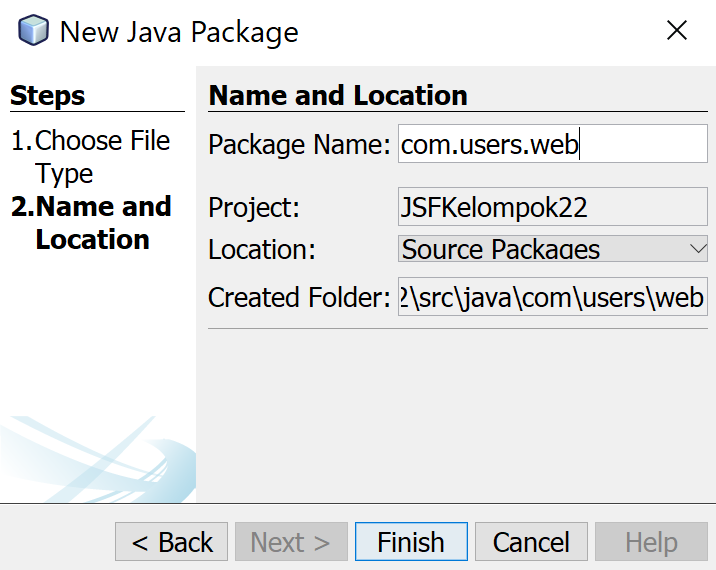 New Java Package
Steps
1.Choose File
Type
2.Name and
Location
Name and Location
Package Name: com.users.web
Project: JSFKelompok22
Location: Source Packages
Created Folder: 2\src\java\com\users\web
< Back Next > Finish Cancel Help